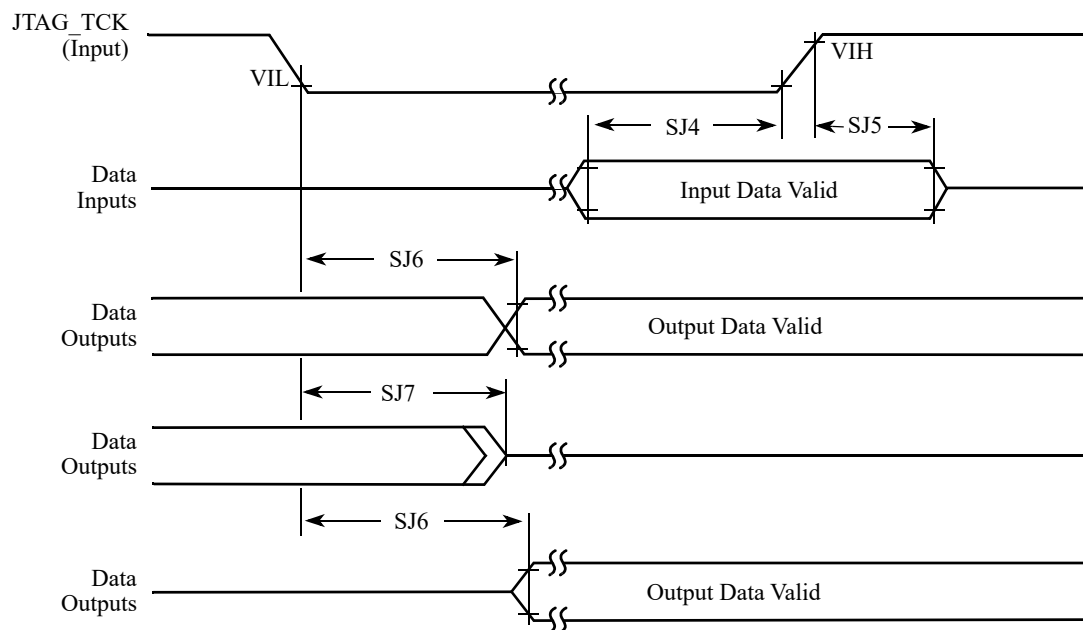 JTAG_TCK
(Input)
VIL
VIH
SJ4
SJ5
Data
Inputs
Input Data Valid
SJ6
Data
Outputs
Output Data Valid
SJ7
Data
Outputs
SJ6
Data
Outputs
Output Data Valid